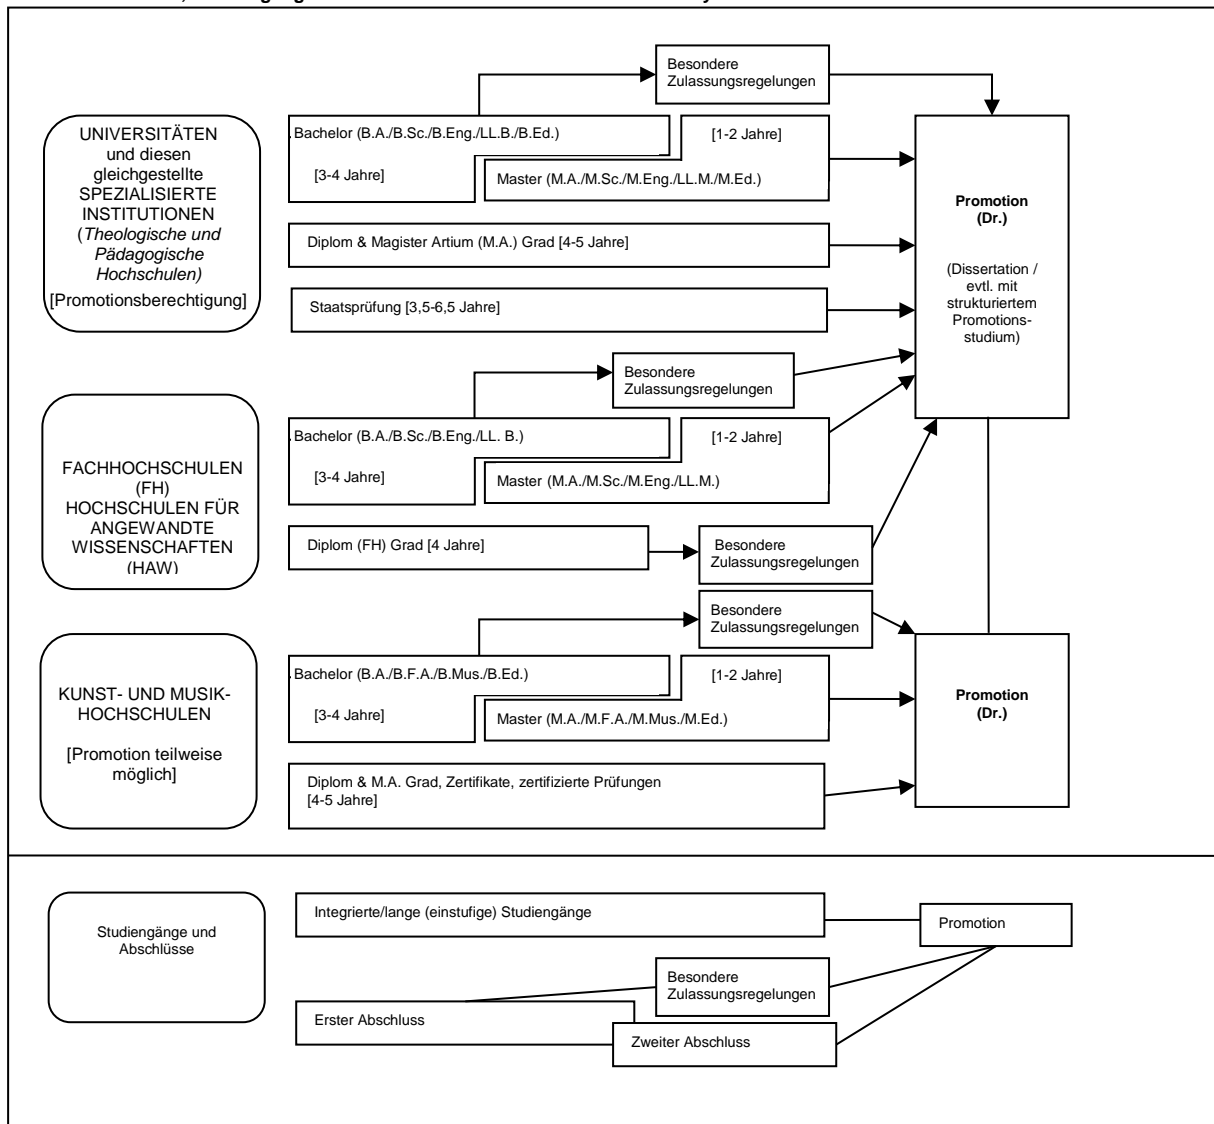 Besondere
Zulassungsregelungen
UNIVERSITÄTEN
und diesen
gleichgestellte
SPEZIALISIERTE
INSTITUTIONEN
(Theologische und
Pädagogische
Hochschulen)
[Promotionsberechtigung]
Bachelor (B.A./B.Sc./B.Eng./LL.B./B.Ed.)
[1-2 Jahre]
[3-4 Jahre]
Master (M.A./M.Sc./M.Eng./LL.M./M.Ed.)
Diplom & Magister Artium (M.A.) Grad [4-5 Jahre]
Staatsprüfung [3,5-6,5 Jahre]
Promotion
(Dr.)
(Dissertation /
evtl. mit
strukturiertem
Promotions-
studium)
Besondere
Zulassungsregelungen
FACHHOCHSCHULEN
(FH)
HOCHSCHULEN FÜR
ANGEWANDTE
WISSENSCHAFTEN
(HAW)
Bachelor (B.A./B.Sc./B.Eng./LL. B.)
[1-2 Jahre]
[3-4 Jahre]
Master (M.A./M.Sc./M.Eng./LL.M.)
Diplom (FH) Grad [4 Jahre]
Besondere
Zulassungsregelungen
Besondere
Zulassungsregelungen
KUNST- UND MUSIK-
HOCHSCHULEN
[Promotion teilweise
möglich]
Bachelor (B.A./B.F.A./B.Mus./B.Ed.)
[1-2 Jahre]
[3-4 Jahre]
Master (M.A./M.F.A./M.Mus./M.Ed.)
Diplom & M.A. Grad, Zertifikate, zertifizierte Prüfungen
[4-5 Jahre]
Promotion
(Dr.)
Studiengänge und
Abschlüsse
Integrierte/lange (einstufige) Studiengänge
Promotion
Besondere
Zulassungsregelungen
Erster Abschluss
Zweiter Abschluss